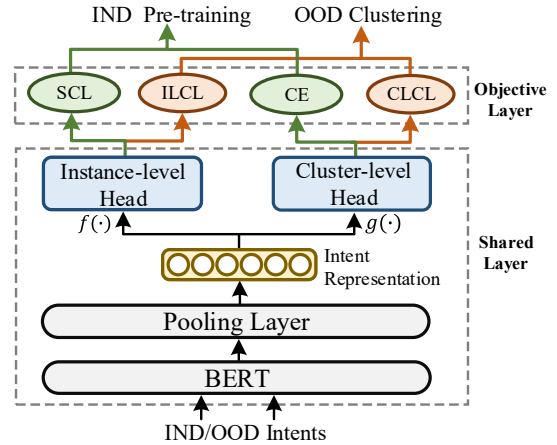 IND Pre-training OOD Clustering
SCL ILCL CE CLCL
Objective
Layer
Instance-level
Head
Cluster-level
Head
f(·) g(·)
Shared
Layer
Intent
Representation
Pooling Layer
BERT
IND/OOD Intents